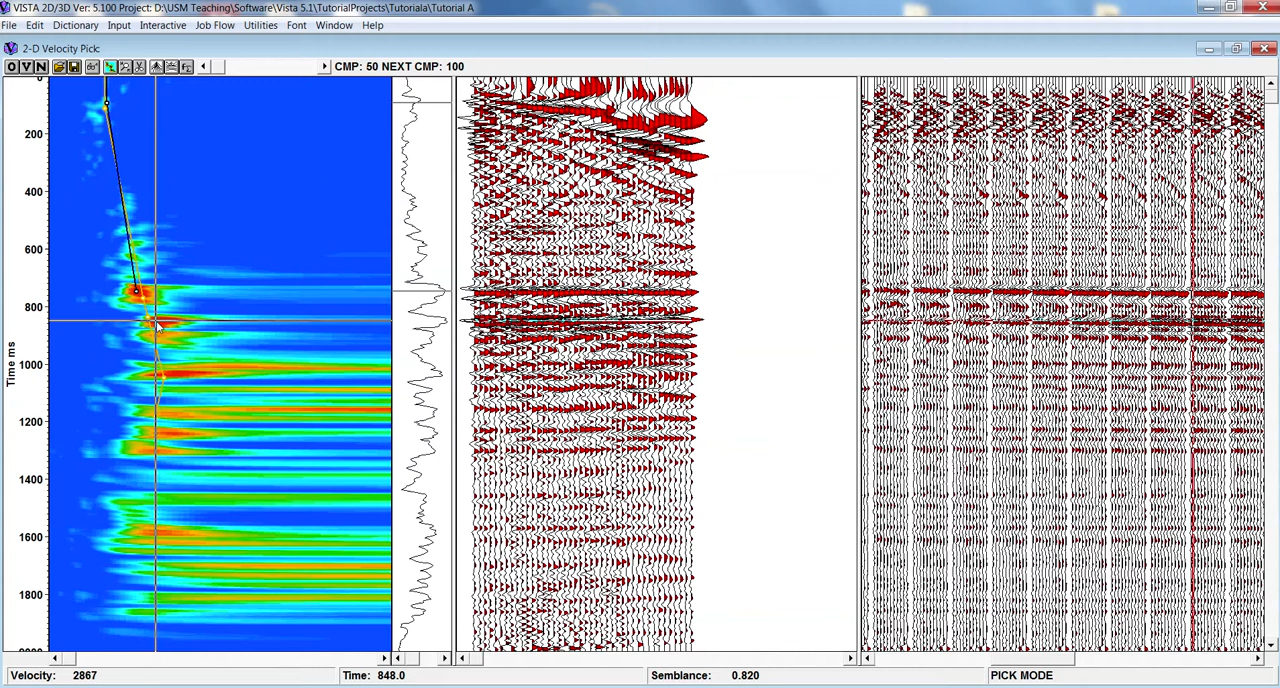 VISTA 2D/3D Ver: 5.100 Project: D:\USM Teaching\Software\Vista 5.1\TutorialProjects\Tutoriala\Tutorial A
File Edit Dictionary Input Interactive Job Flow Utilities Font Window Help
2-D Velocity Pick:
O V N CMP: 50 NEXT CMP: 100
0
200
400
600
800
1000
1200
1400
1600
1800
2000
Time ms
Velocity: 2867 Time: 848.0 Semblance: 0.820 PICK MODE